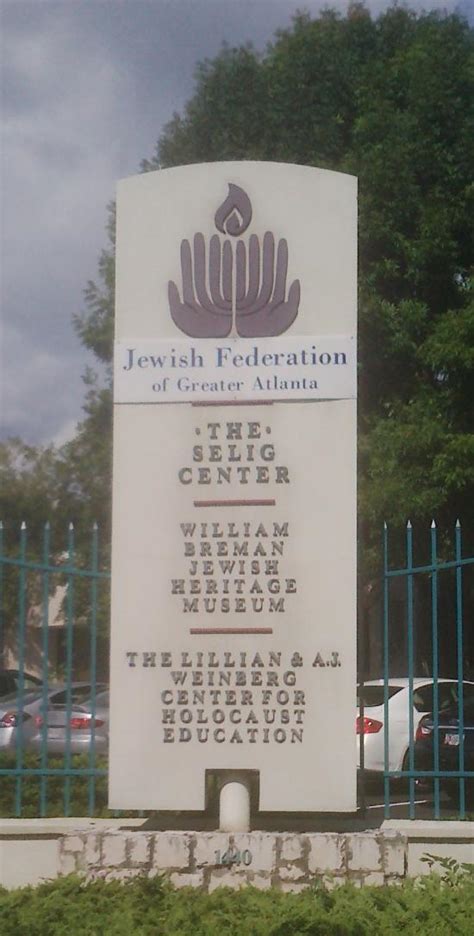 Jewish Federation
of Greater Atlanta
• THE •
SELIG
CENTER
WILLIAM
BREMAN
JEWISH
HERITAGE
MUSEUM
THE LILLIAN & A.J.
WEINBERG
CENTER FOR
HOLOCAUST
EDUCATION
1440